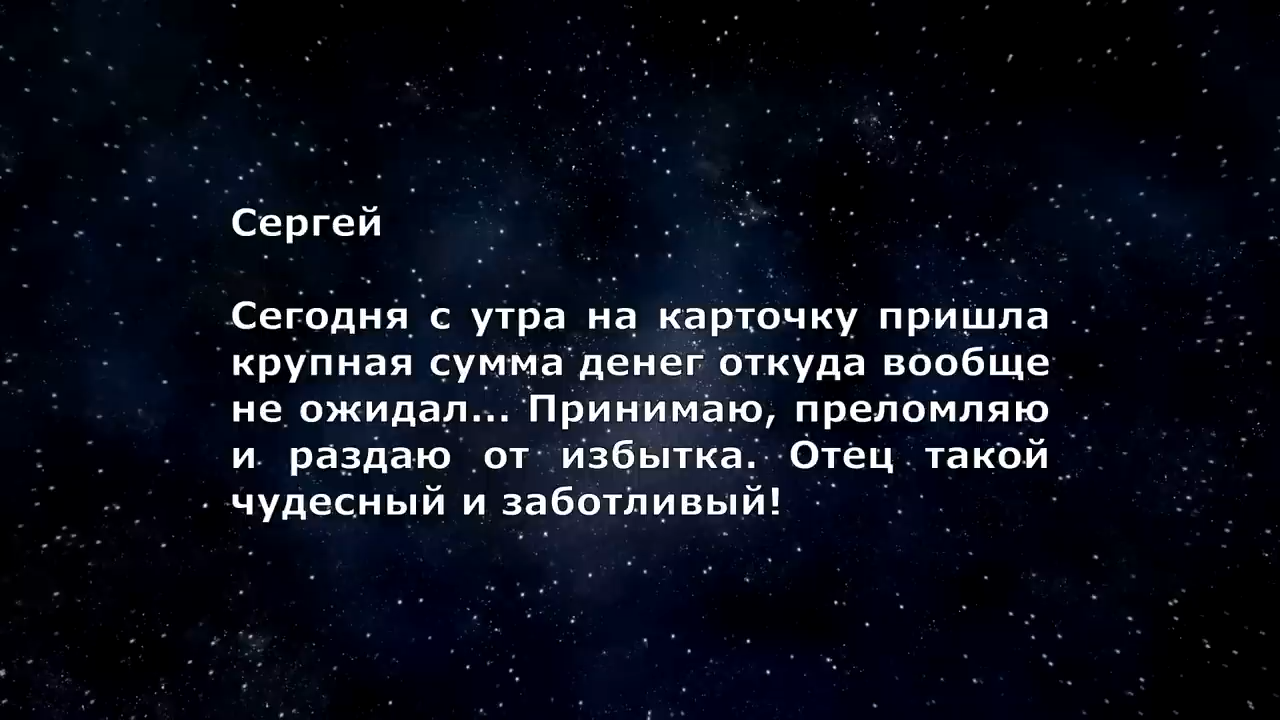 Сергей
Сегодня с утра на карточку пришла
крупная сумма денег откуда вообще
не ожидал... Принимаю, преломляю
и раздаю от избытка. Отец такой
чудесный и заботливый!